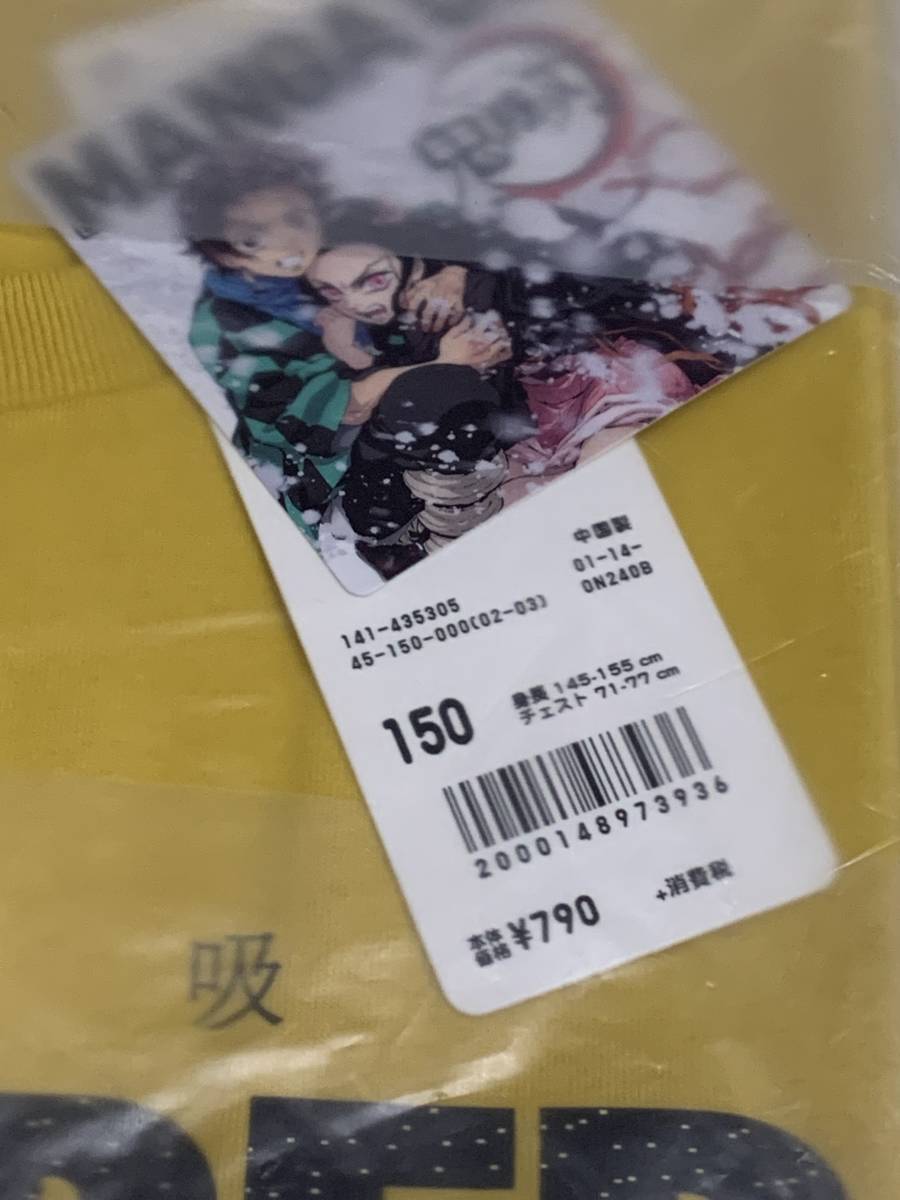 MANGA
中国製
01-14-
0N240B
141-435305
45-150-000(02-03)
150
身長 145-155 cm
チェスト 71-77 cm
2000148973936
本体
価格 ¥790
+消費税
吸